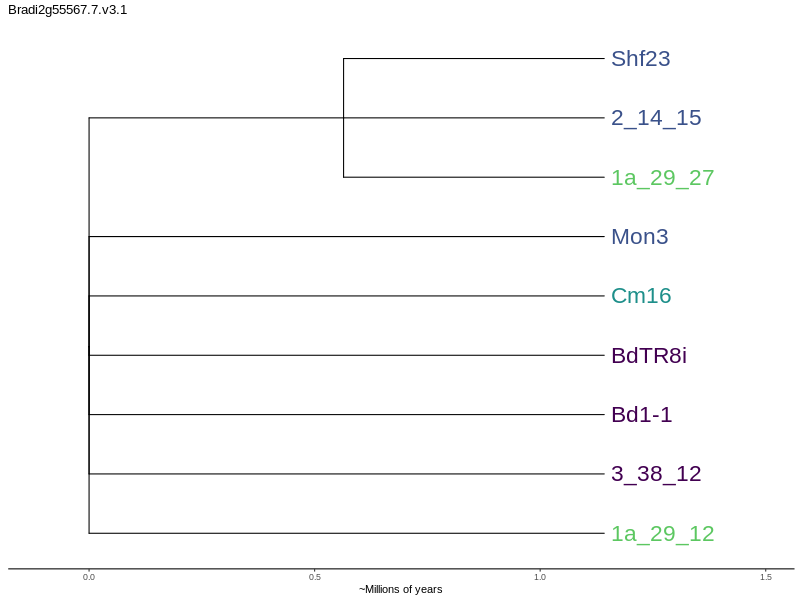 Bradi2g55567.7.v3.1
Shf23
2_14_15
1a_29_27
Mon3
Cm16
BdTR8i
Bd1-1
3_38_12
1a_29_12
0.0 0.5 1.0 1.5
~Millions of years